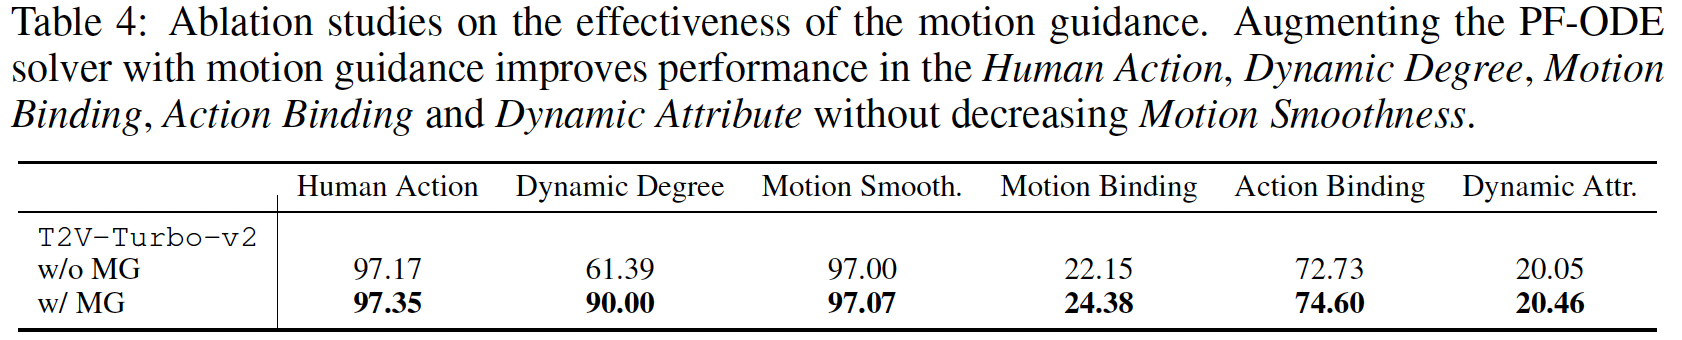 Table 4: Ablation studies on the effectiveness of the motion guidance. Augmenting the PF-ODE
solver with motion guidance improves performance in the Human Action, Dynamic Degree, Motion
Binding, Action Binding and Dynamic Attribute without decreasing Motion Smoothness.
Human Action Dynamic Degree Motion Smooth. Motion Binding Action Binding Dynamic Attr.
T2V-Turbo-v2
w/o MG 97.17 61.39 97.00 22.15 72.73 20.05
w/ MG 97.35 90.00 97.07 24.38 74.60 20.46